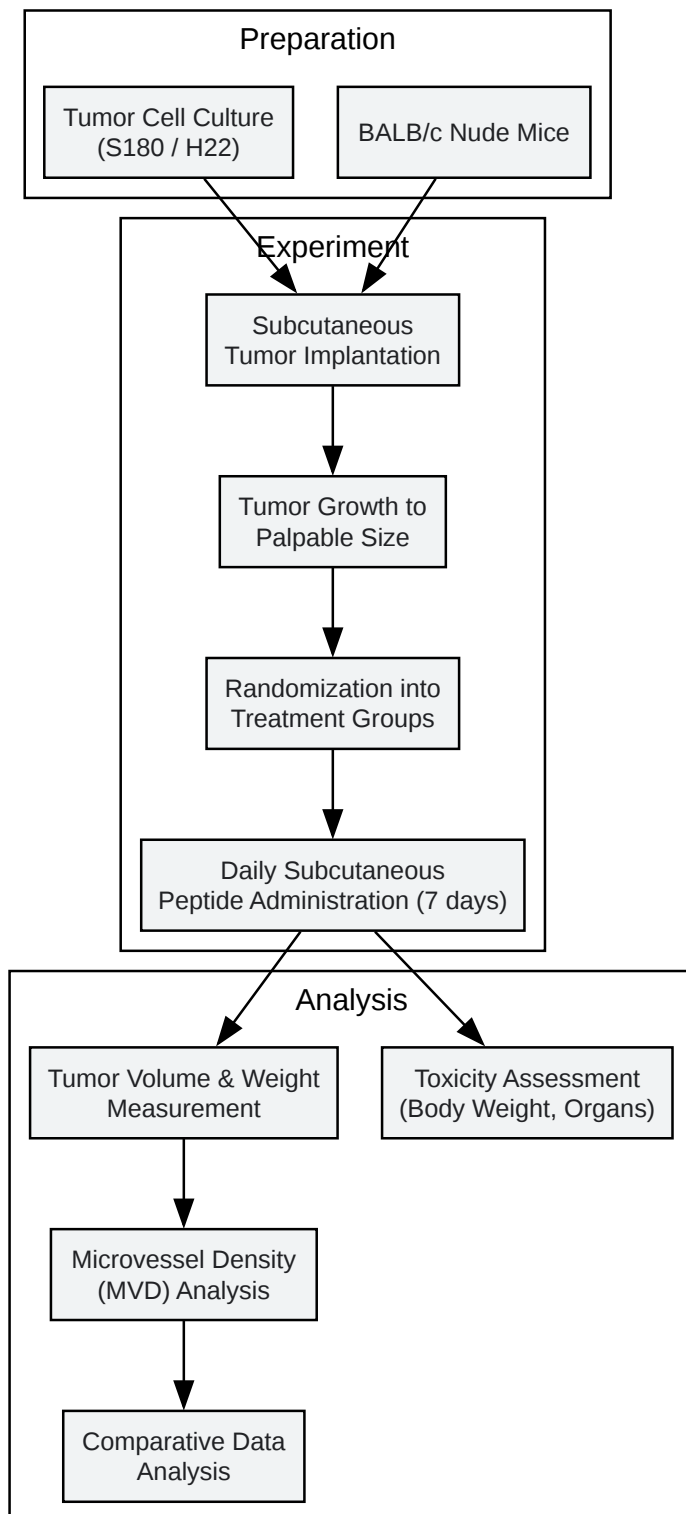 Preparation
Tumor Cell Culture
(S180 / H22)
BALB/c Nude Mice
Experiment
Subcutaneous
Tumor Implantation
Tumor Growth to
Palpable Size
Randomization into
Treatment Groups
Daily Subcutaneous
Peptide Administration (7 days)
Analysis
Tumor Volume & Weight
Measurement
Toxicity Assessment
(Body Weight, Organs)
Microvessel Density
(MVD) Analysis
Comparative Data
Analysis